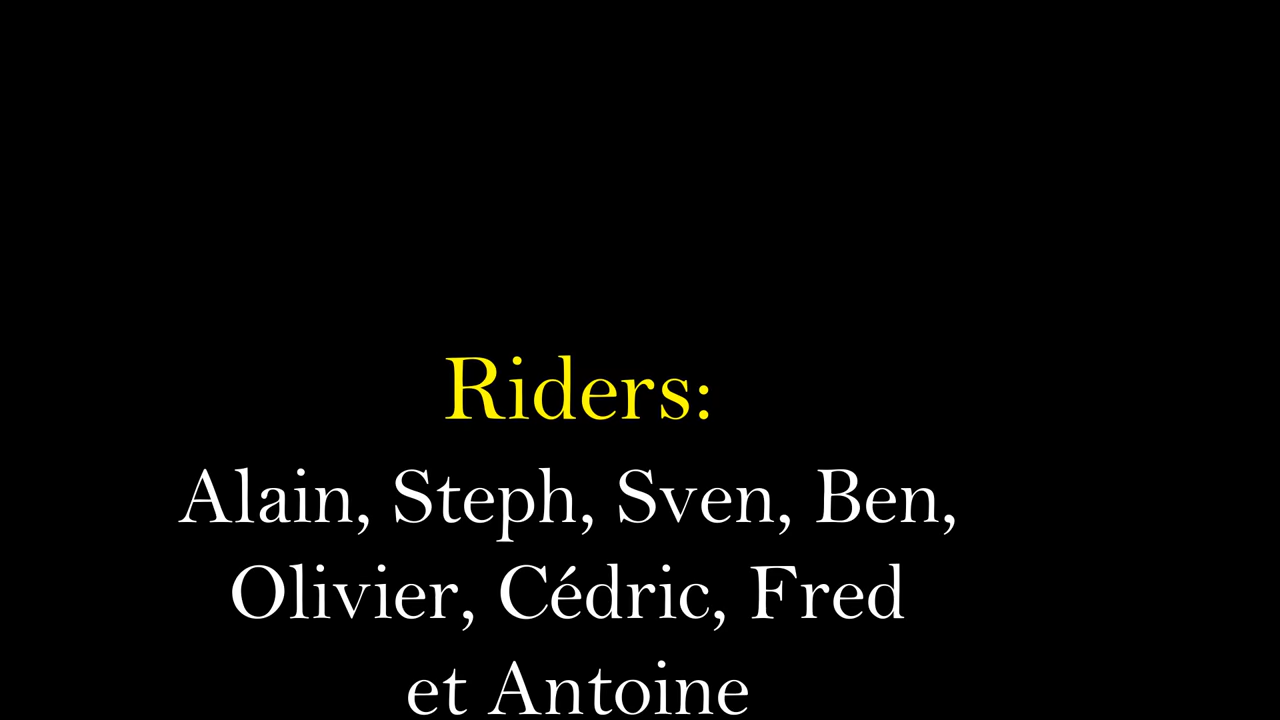 Riders:
Alain, Steph, Sven, Ben,
Olivier, Cédric, Fred
et Antoine